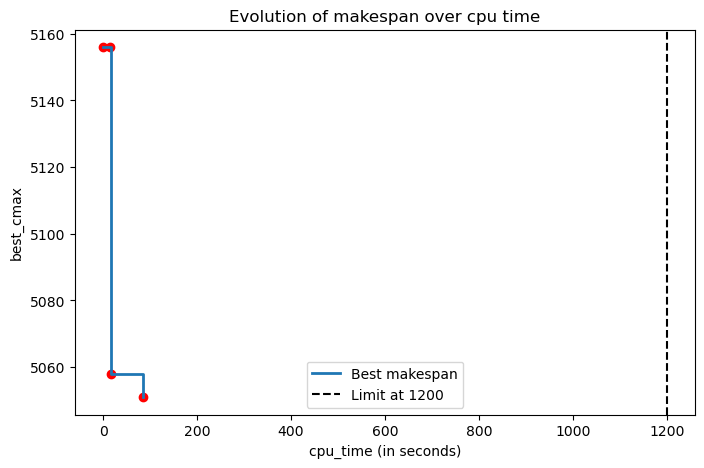 Evolution of makespan over cpu time
best_cmax
5160
5140
5120
5100
5080
5060
Best makespan
Limit at 1200
0
200
400
600
800
1000
1200
cpu_time (in seconds)